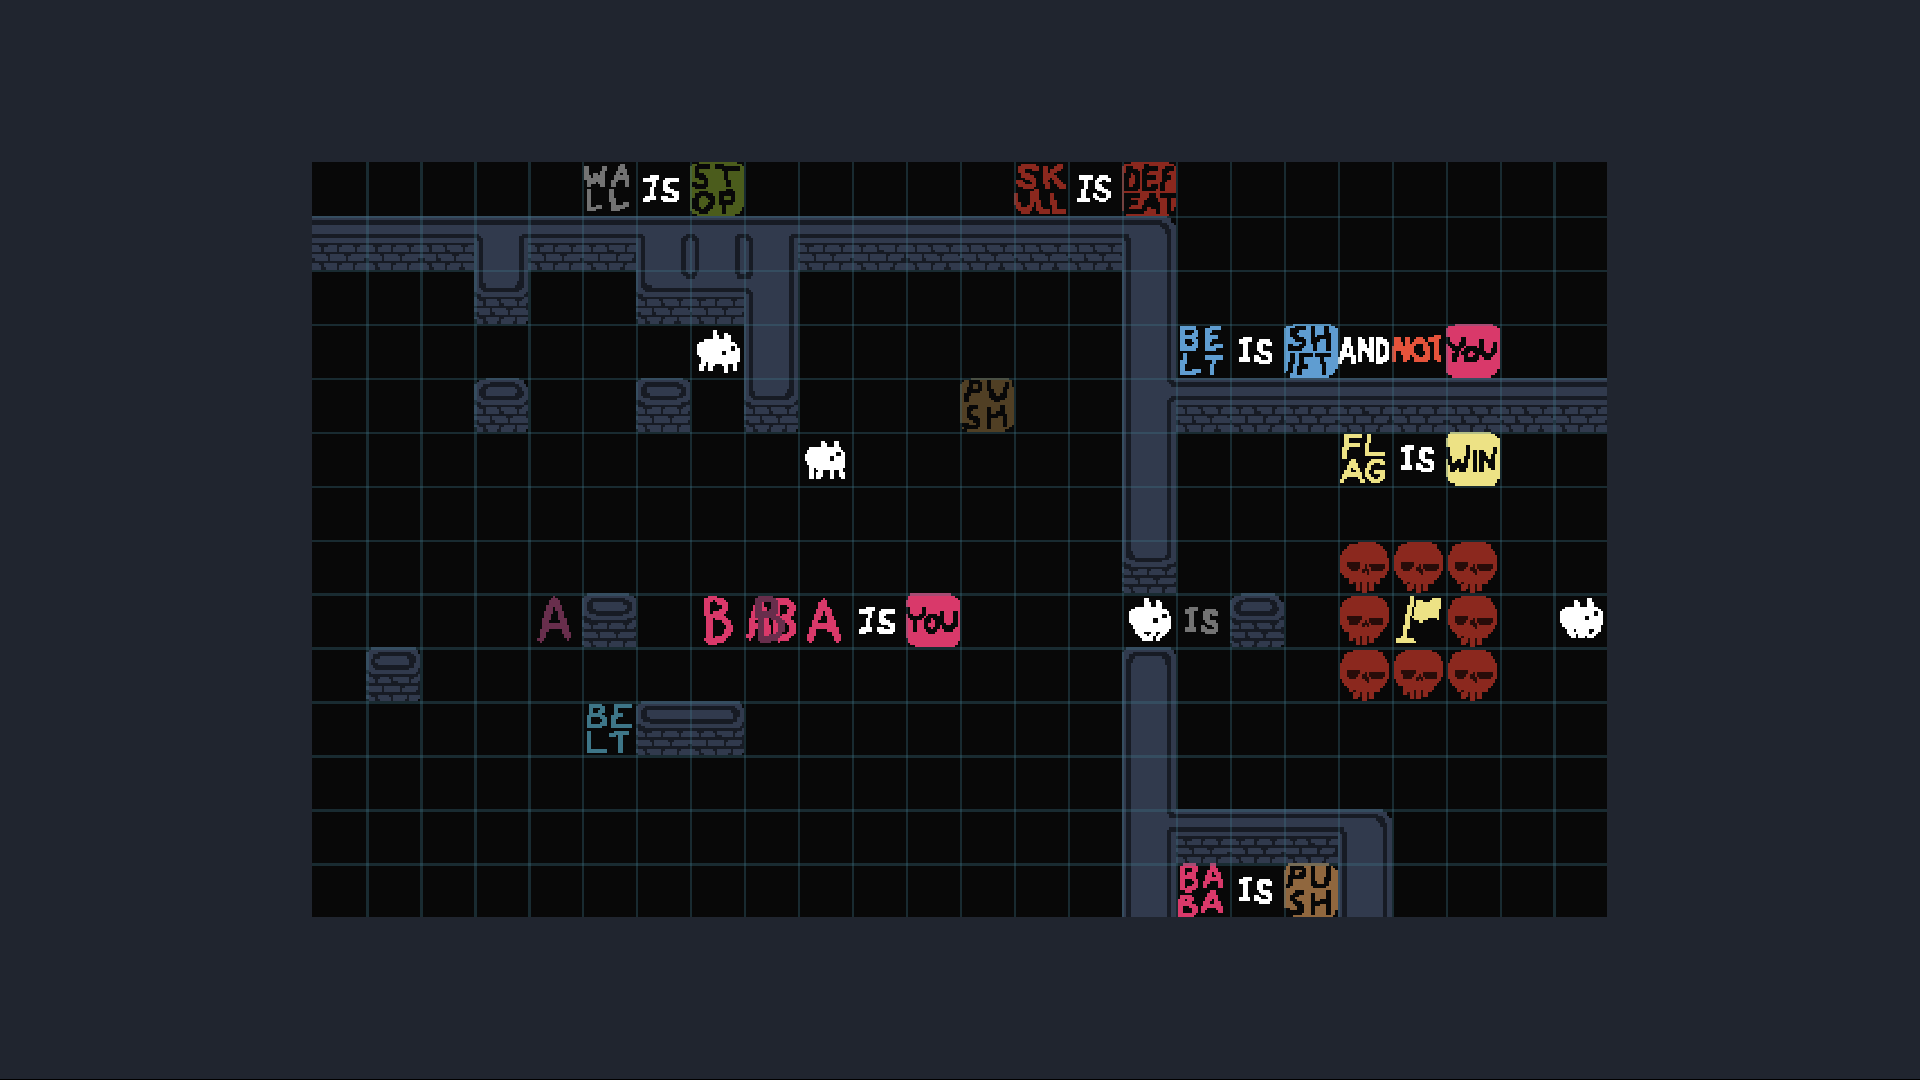 WALL IS STOP
SKULL IS DEFEAT
BELT IS SHIFT AND NOT YOU
PUSH
FLAG IS WIN
A
B A B B A IS YOU
IS
BELT
BABA IS PUSH